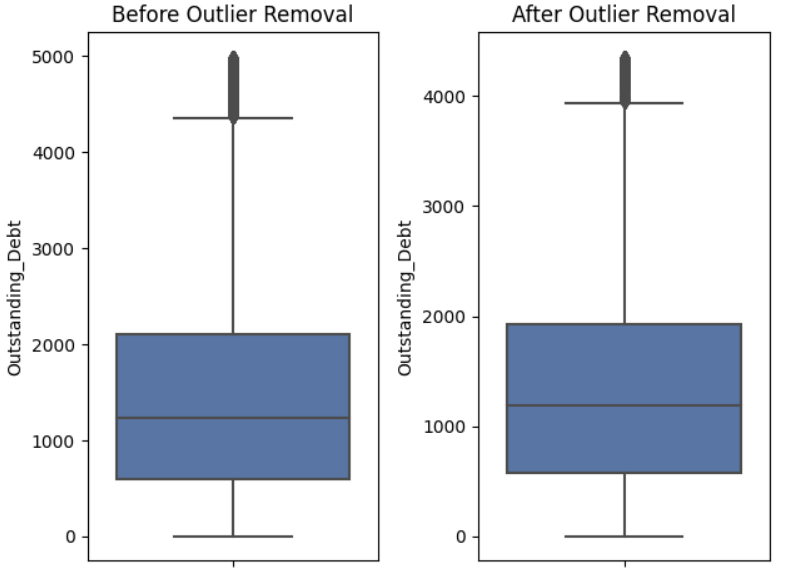 Before Outlier Removal
Outstanding_Debt
5000
4000
3000
2000
1000
0
After Outlier Removal
Outstanding_Debt
4000
3000
2000
1000
0